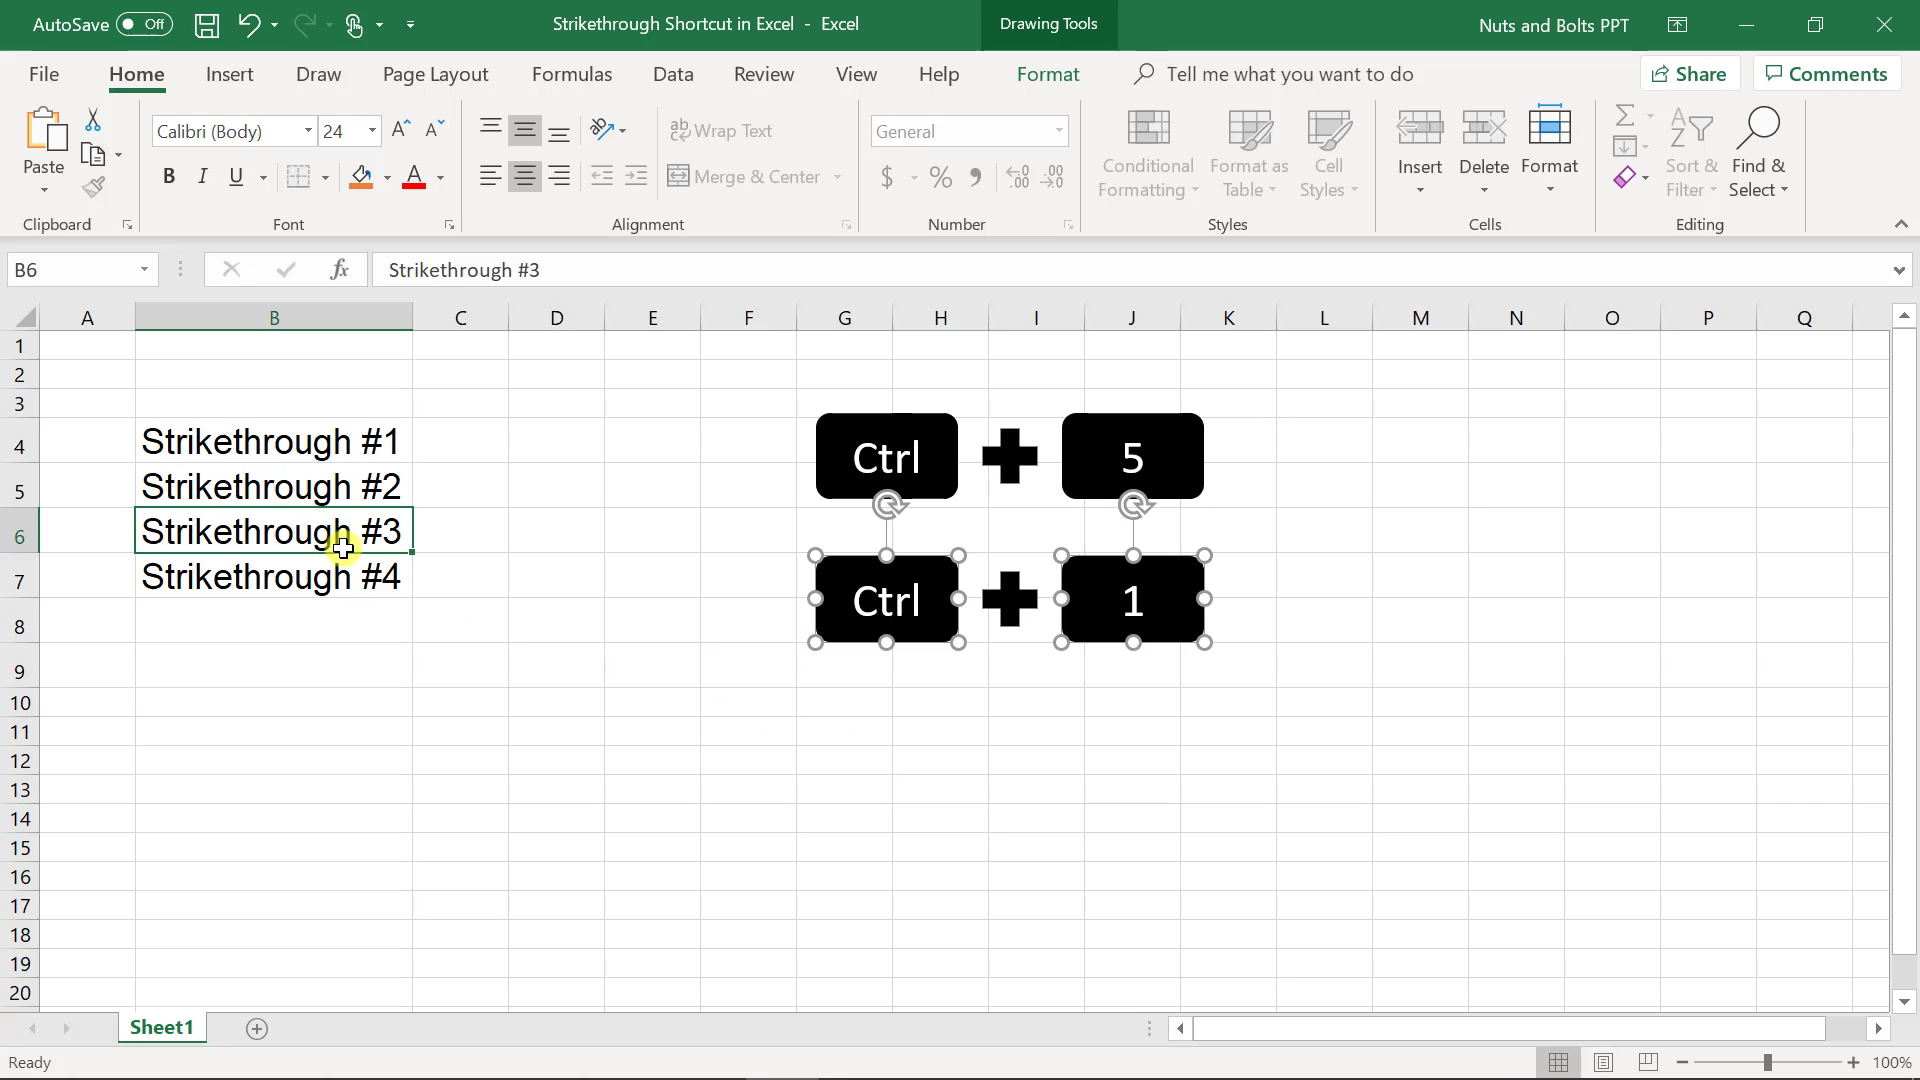 AutoSave Off Strikethrough Shortcut in Excel - Excel Drawing Tools Nuts and Bolts PPT
File Home Insert Draw Page Layout Formulas Data Review View Help Format Tell me what you want to do Share Comments
Calibri (Body) 24 ab Wrap Text General
Paste B I U A Merge & Center $ % , Conditional Formatting Format as Table Cell Styles Insert Delete Format Sort & Filter Find & Select
Clipboard Font Alignment Number Styles Cells Editing
B6 fx Strikethrough #3
A B C D E F G H I J K L M N O P Q
1
2
3
4 Strikethrough #1 Ctrl 5
5 Strikethrough #2
6 Strikethrough #3
7 Strikethrough #4 Ctrl 1
8
9
10
11
12
13
14
15
16
17
18
19
20
Sheet1
Ready 100%